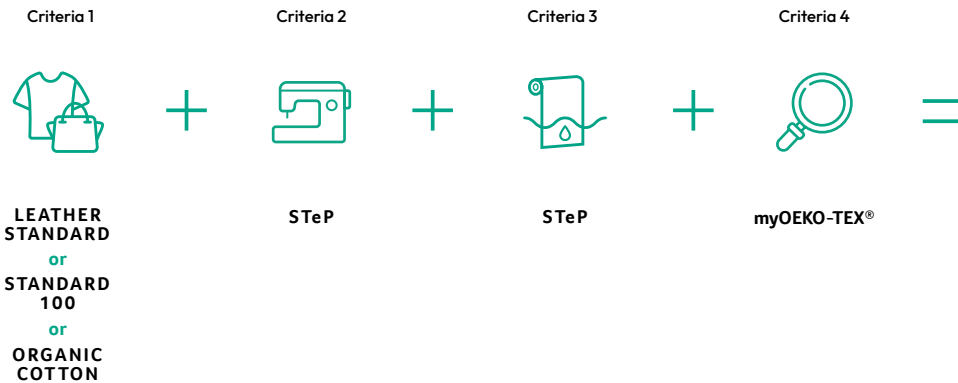 Criteria 1
Criteria 2
Criteria 3
Criteria 4
LEATHER
STANDARD
or
STANDARD
100
or
ORGANIC
COTTON
STeP
STeP
myOEKO-TEX®